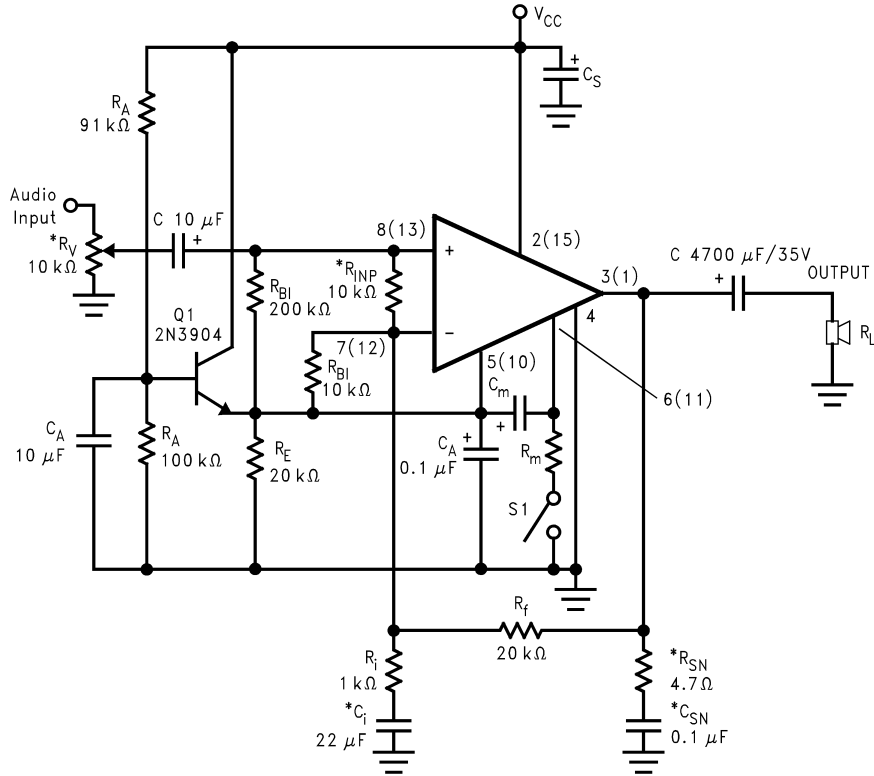 V_CC
+
C_S
R_A
91 kΩ
Audio
Input
*R_V
10 kΩ
C 10 μF
+
8(13)
+
2(15)
C 4700 μF/35V
+
OUTPUT
3(1)
*R_INP
10 kΩ
R_BI
200 kΩ
Q1
2N3904
4
R_L
7(12)
−
R_BI
10 kΩ
5(10)
C_m
+
6(11)
C_A
10 μF
R_A
100 kΩ
R_E
20 kΩ
+
C_A
0.1 μF
R_m
S1
R_f
20 kΩ
R_i
1 kΩ
*R_SN
4.7Ω
*C_i
22 μF
*C_SN
0.1 μF